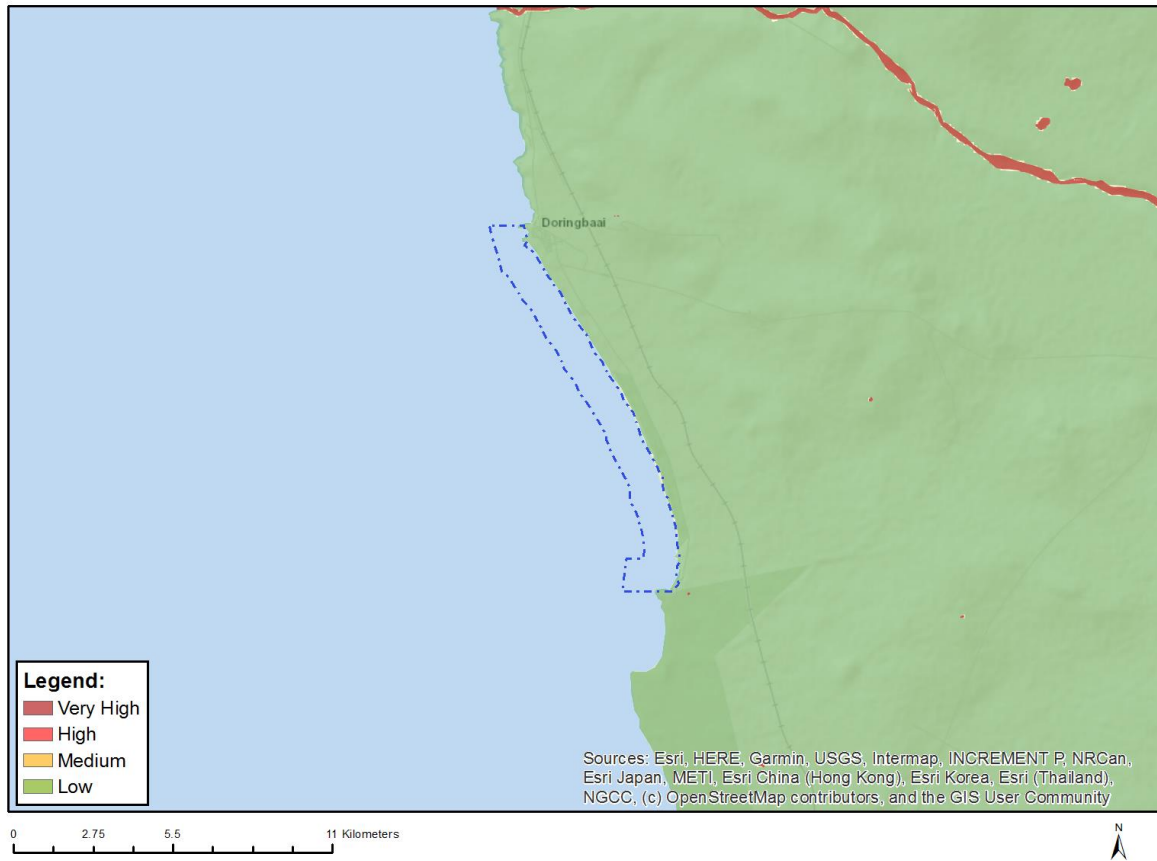 Doringbaai
Legend:
Very High
High
Medium
Low
Sources: Esri, HERE, Garmin, USGS, Intermap, INCREMENT P, NRCan,
Esri Japan, METI, Esri China (Hong Kong), Esri Korea, Esri (Thailand),
NGCC, (c) OpenStreetMap contributors, and the GIS User Community
0 2.75 5.5 11 Kilometers
N